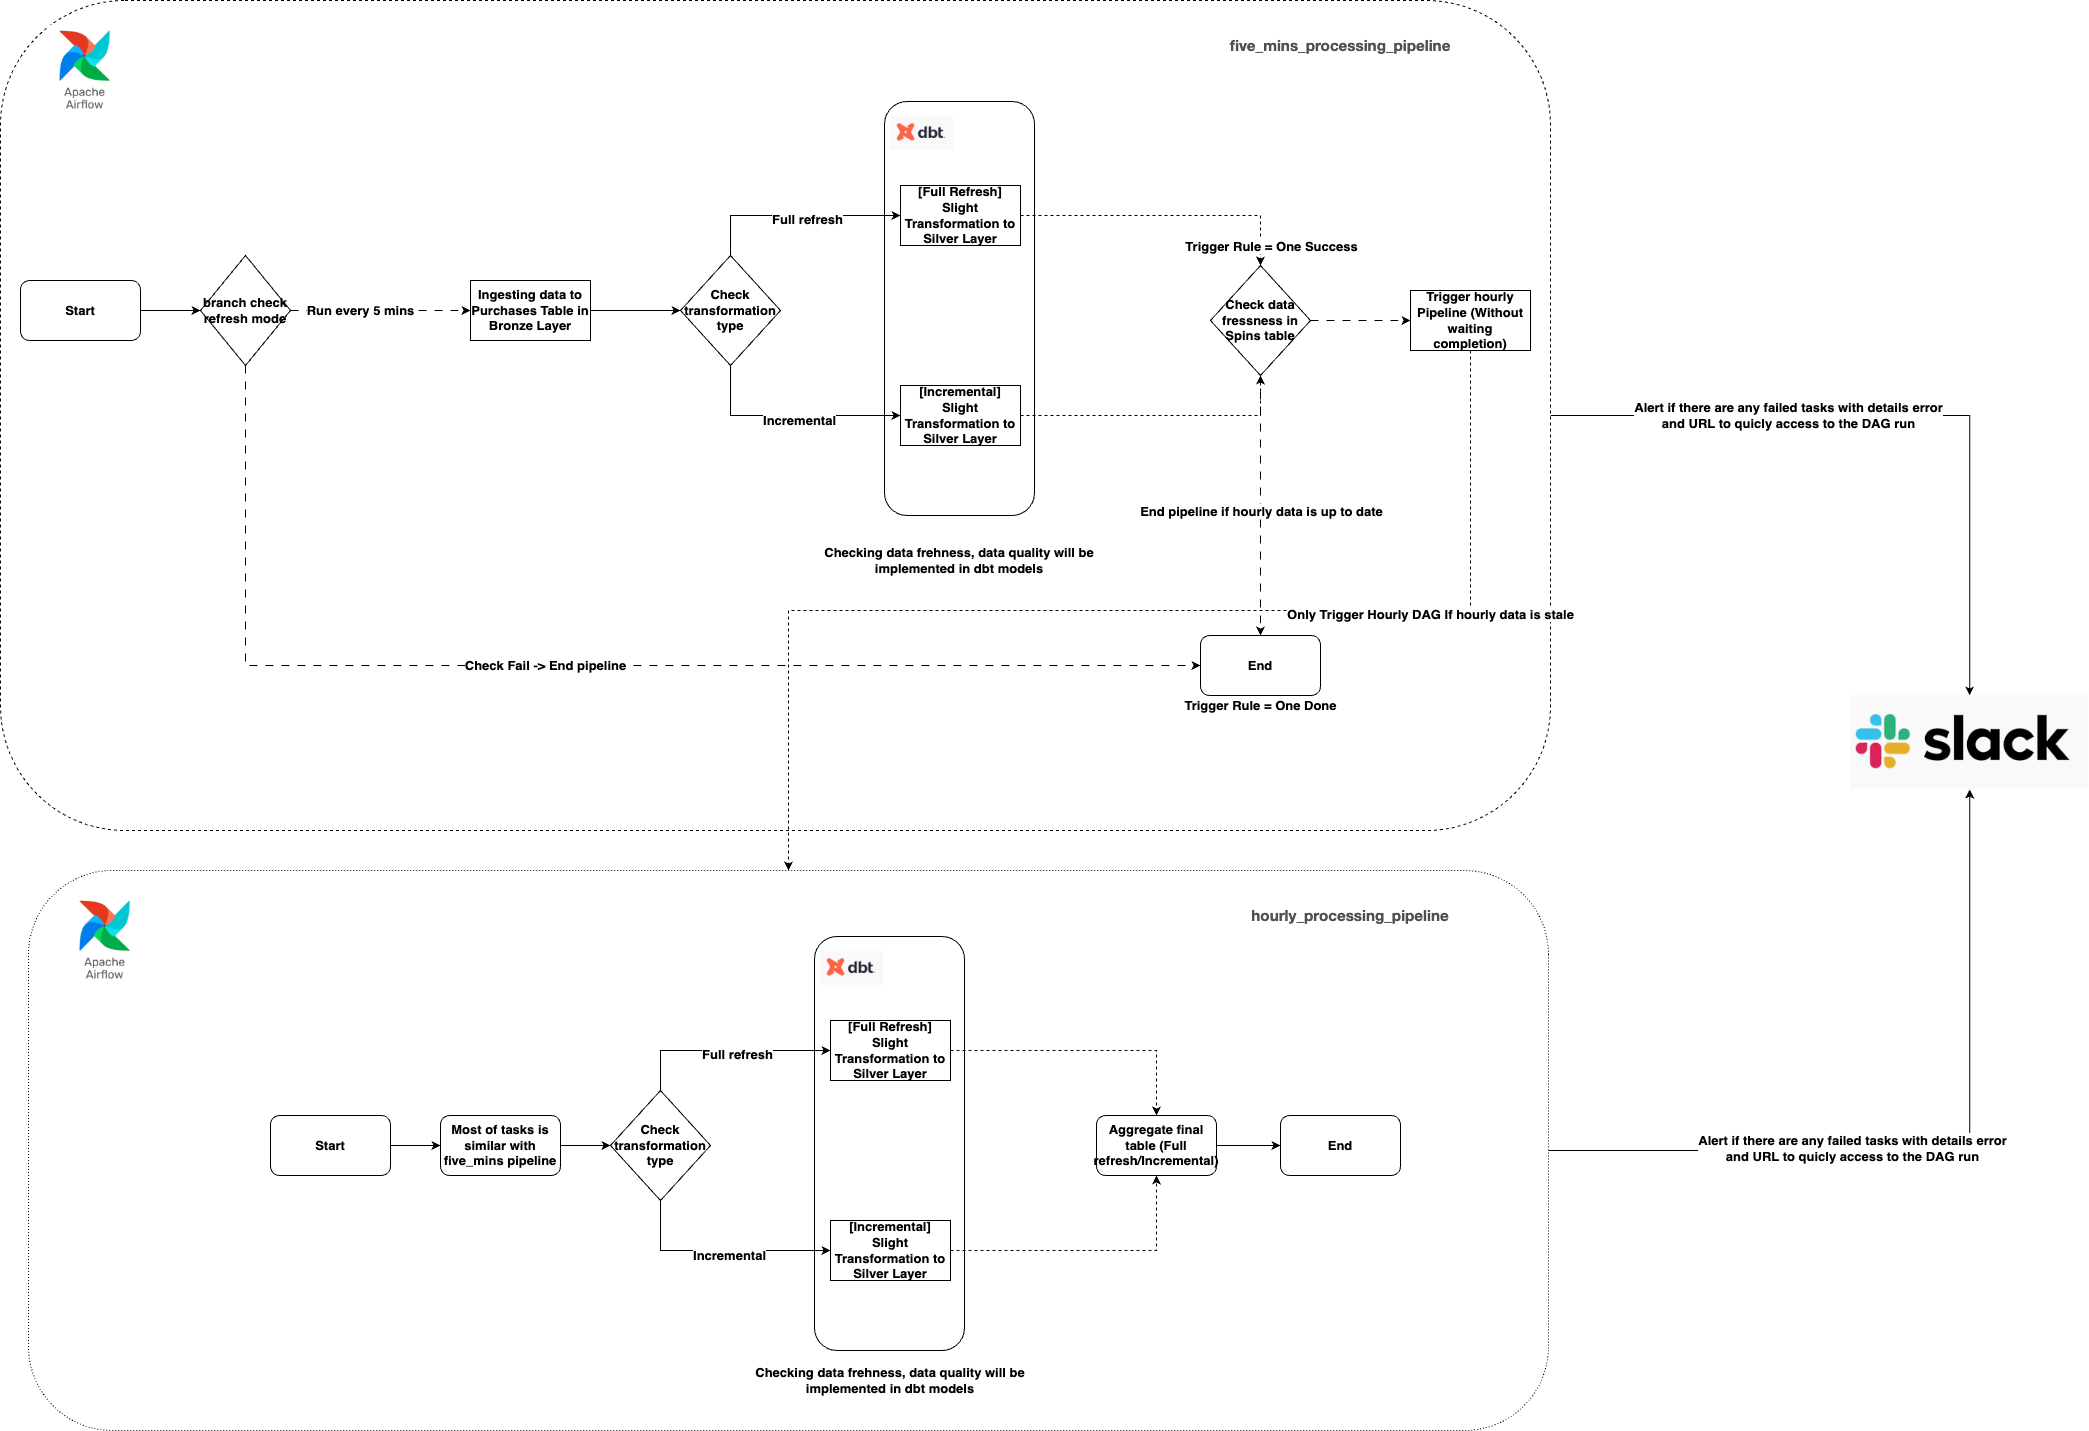 five_mins_processing_pipeline
Apache
Airflow
dbt
[Full Refresh]
Slight
Transformation to
Silver Layer
Full refresh
Trigger Rule = One Success
Start
branch check
refresh mode
Run every 5 mins
Ingesting data to
Purchases Table in
Bronze Layer
Check
transformation
type
Check data
fressness in
Spins table
Trigger hourly
Pipeline (Without
waiting
completion)
[Incremental]
Slight
Transformation to
Silver Layer
Incremental
Alert if there are any failed tasks with details error
and URL to quicly access to the DAG run
End pipeline if hourly data is up to date
Checking data frehness, data quality will be
implemented in dbt models
Only Trigger Hourly DAG If hourly data is stale
Check Fail -> End pipeline
End
Trigger Rule = One Done
slack
hourly_processing_pipeline
Apache
Airflow
dbt
[Full Refresh]
Slight
Transformation to
Silver Layer
Full refresh
Start
Most of tasks is
similar with
five_mins pipeline
Check
transformation
type
Aggregate final
table (Full
refresh/Incremental)
End
Alert if there are any failed tasks with details error
and URL to quicly access to the DAG run
[Incremental]
Slight
Transformation to
Silver Layer
Incremental
Checking data frehness, data quality will be
implemented in dbt models